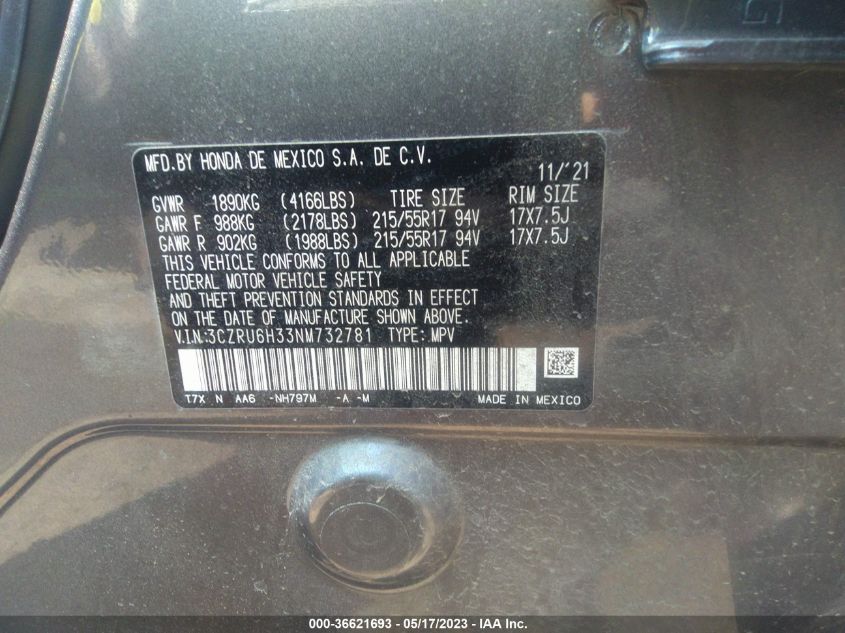 MFD.BY HONDA DE MEXICO S.A. DE C.V.
11/'21
GVWR 1890KG (4166LBS) TIRE SIZE RIM SIZE
GAWR F 988KG (2178LBS) 215/55R17 94V 17X7.5J
GAWR R 902KG (1988LBS) 215/55R17 94V 17X7.5J
THIS VEHICLE CONFORMS TO ALL APPLICABLE
FEDERAL MOTOR VEHICLE SAFETY
AND THEFT PREVENTION STANDARDS IN EFFECT
ON THE DATE OF MANUFACTURE SHOWN ABOVE.
V.I.N:3CZRU6H33NM732781 TYPE: MPV
T7X N AA6 -NH797M -A -M MADE IN MEXICO
000-36621693 - 05/17/2023 - IAA Inc.